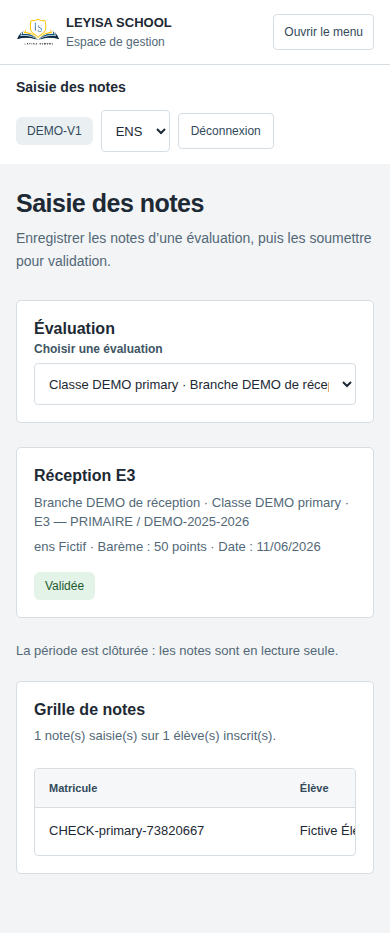 LEYISA SCHOOL
Espace de gestion
Ouvrir le menu
Saisie des notes
DEMO-V1
ENS
Déconnexion
Saisie des notes
Enregistrer les notes d’une évaluation, puis les soumettre
pour validation.
Évaluation
Choisir une évaluation
Classe DEMO primary · Branche DEMO de récep
Réception E3
Branche DEMO de réception · Classe DEMO primary ·
E3 — PRIMAIRE / DEMO-2025-2026
ens Fictif · Barème : 50 points · Date : 11/06/2026
Validée
La période est clôturée : les notes sont en lecture seule.
Grille de notes
1 note(s) saisie(s) sur 1 élève(s) inscrit(s).
Matricule Élève
CHECK-primary-73820667 Fictive Élè